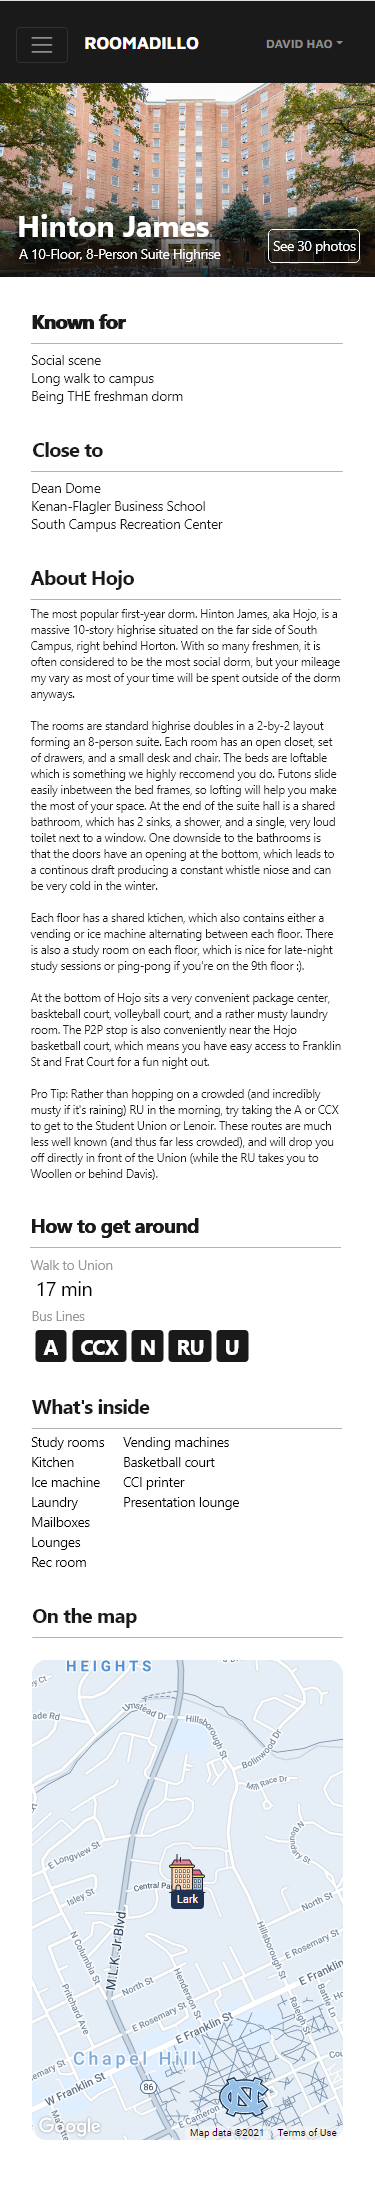 ROOMADILLO
DAVID HAO
Hinton James
A 10-Floor, 8-Person Suite Highrise
See 30 photos
Known for
Social scene
Long walk to campus
Being THE freshman dorm
Close to
Dean Dome
Kenan-Flagler Business School
South Campus Recreation Center
About Hojo
The most popular first-year dorm. Hinton James, aka Hojo, is a
massive 10-story highrise situated on the far side of South
Campus, right behind Horton. With so many freshmen, it is
often considered to be the most social dorm, but your mileage
my vary as most of your time will be spent outside of the dorm
anyways.
The rooms are standard highrise doubles in a 2-by-2 layout
forming an 8-person suite. Each room has an open closet, set
of drawers, and a small desk and chair. The beds are loftable
which is something we highly reccomend you do. Futons slide
easily inbetween the bed frames, so lofting will help you make
the most of your space. At the end of the suite hall is a shared
bathroom, which has 2 sinks, a shower, and a single, very loud
toilet next to a window. One downside to the bathrooms is
that the doors have an opening at the bottom, which leads to
a continous draft producing a constant whistle niose and can
be very cold in the winter.
Each floor has a shared ktichen, which also contains either a
vending or ice machine alternating between each floor. There
is also a study room on each floor, which is nice for late-night
study sessions or ping-pong if you're on the 9th floor ;).
At the bottom of Hojo sits a very convenient package center,
baskteball court, volleyball court, and a rather musty laundry
room. The P2P stop is also conveniently near the Hojo
basketball court, which means you have easy access to Franklin
St and Frat Court for a fun night out.
Pro Tip: Rather than hopping on a crowded (and incredibly
musty if it's raining) RU in the morning, try taking the A or CCX
to get to the Student Union or Lenoir. These routes are much
less well known (and thus far less crowded), and will drop you
off directly in front of the Union (while the RU takes you to
Woollen or behind Davis).
How to get around
Walk to Union
17 min
Bus Lines
A CCX N RU U
What's inside
Study rooms
Kitchen
Ice machine
Laundry
Mailboxes
Lounges
Rec room
Vending machines
Basketball court
CCI printer
Presentation lounge
On the map
HEIGHTS
ey Ct
ade Rd
Umstead Dr
Hillsborough St
Bolinwood Dr
Mill Race Dr
E Longview St
Boundary St
Isley St
Central Pa
Lark
North St
N Columbia St
M.L.K. Jr Blvd
Hillsborough St
E Rosemary St
Pritchard Ave
North St
Henderson St
E Franklin
Raleigh St
Battle Ln
E Rosemary St
E Franklin St
Chapel Hill
emary St
W Franklin St
86
E Cameron
NC
Google
Map data ©2021
Terms of Use